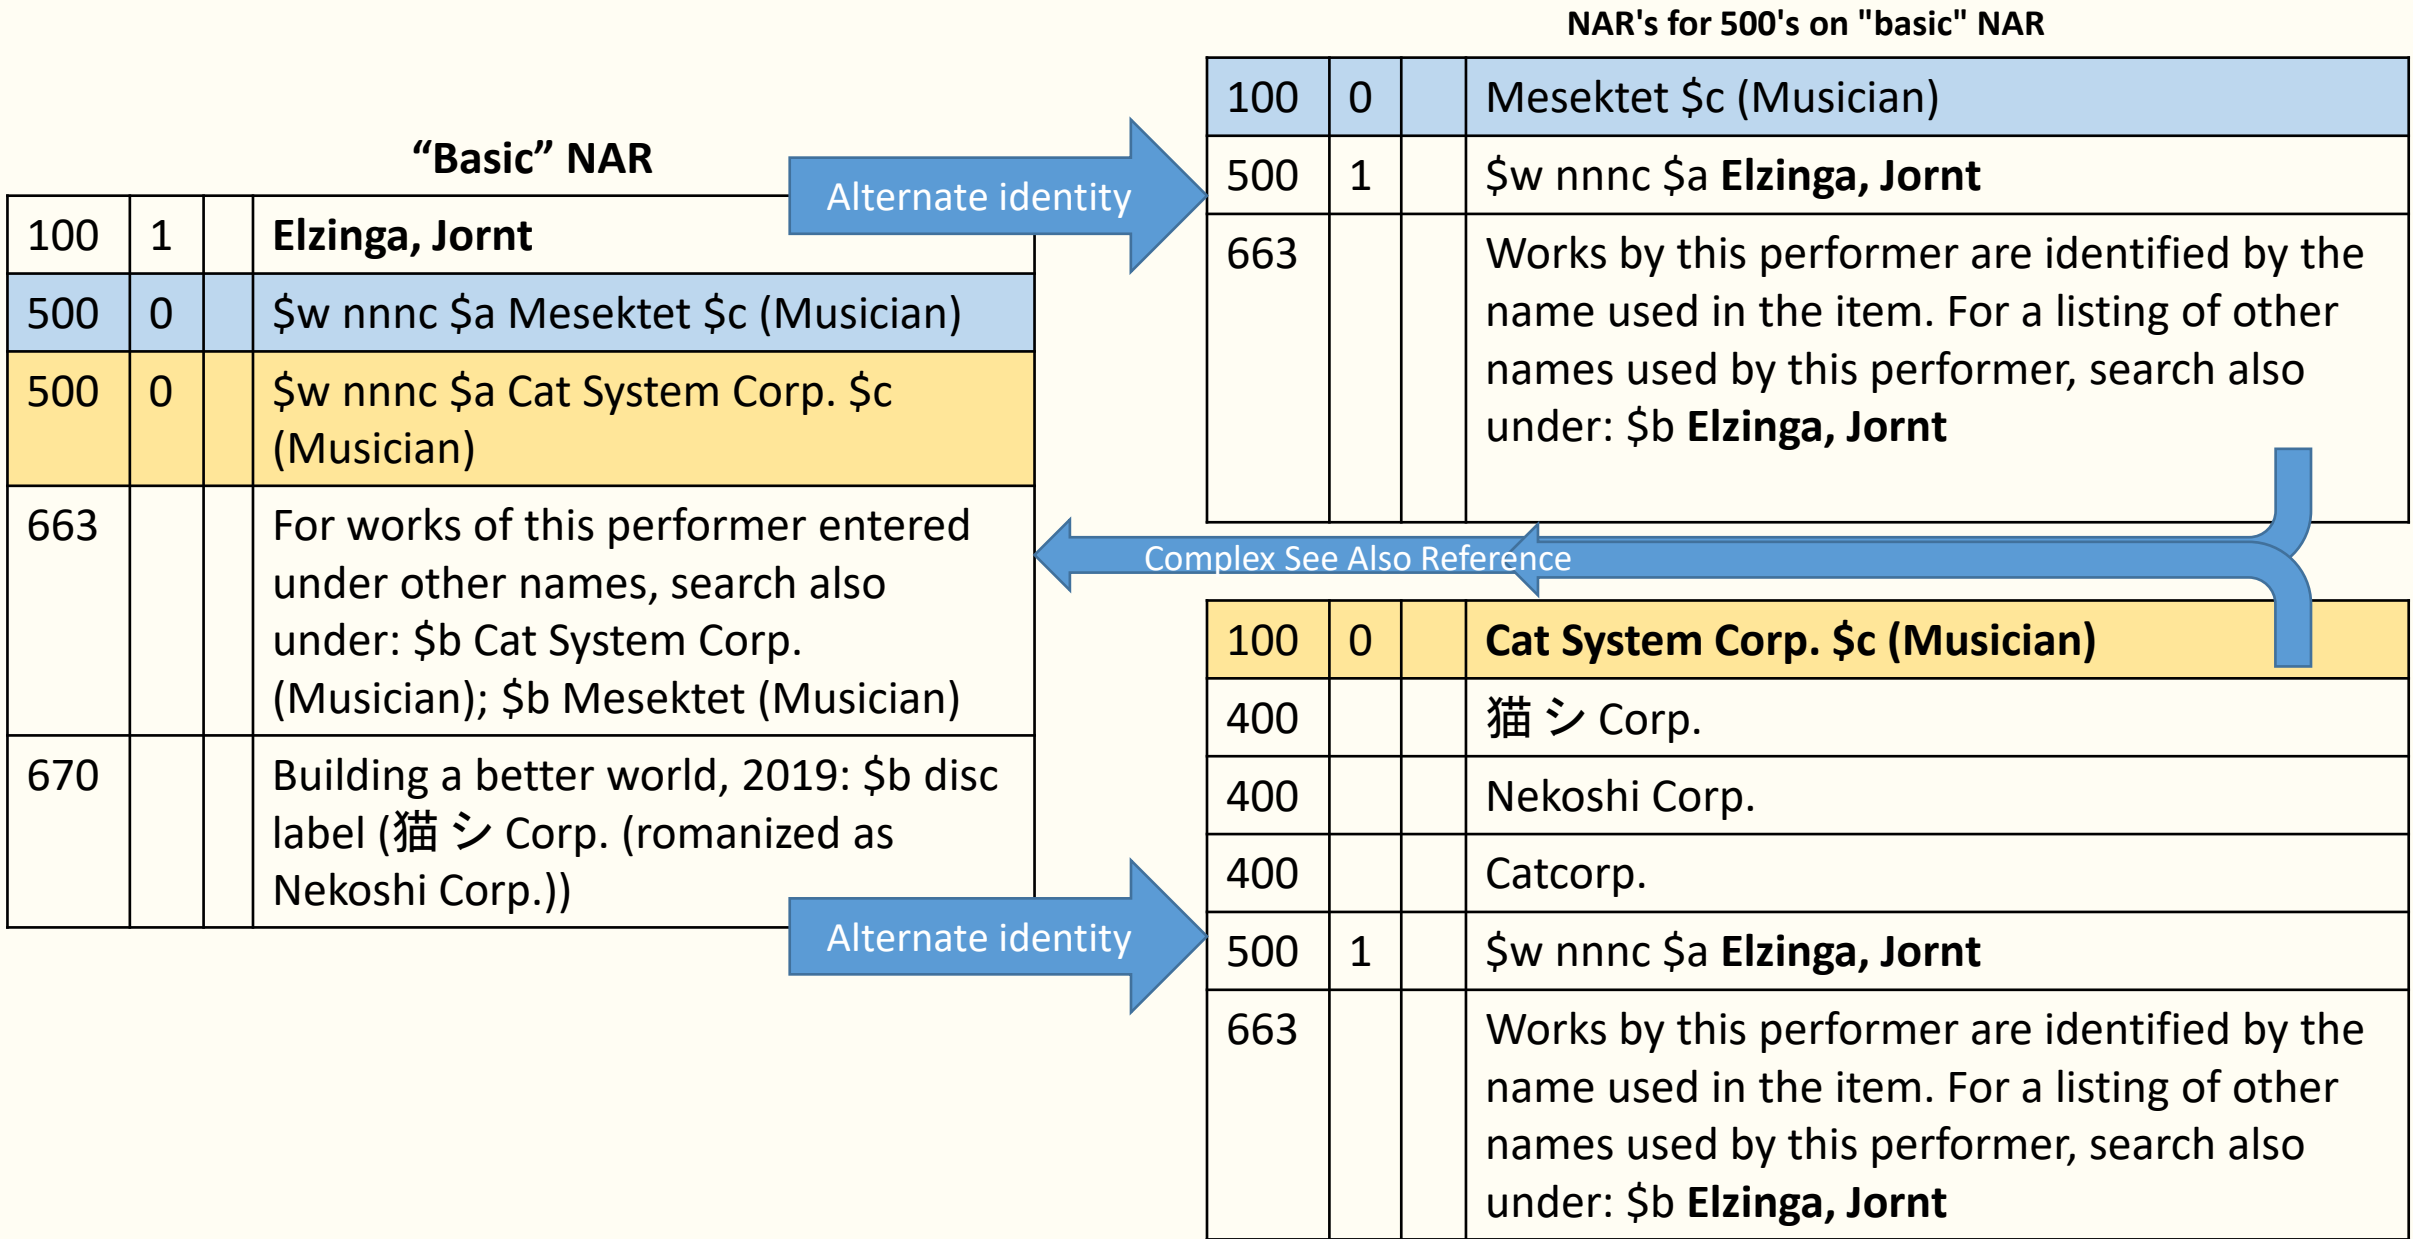 “Basic” NAR
100 1 Elzinga, Jornt
500 0 $w nnnc $a Mesektet $c (Musician)
500 0 $w nnnc $a Cat System Corp. $c
(Musician)
663 For works of this performer entered
under other names, search also
under: $b Cat System Corp.
(Musician); $b Mesektet (Musician)
670 Building a better world, 2019: $b disc
label (猫 シ Corp. (romanized as
Nekoshi Corp.))
Alternate identity
Alternate identity
NAR's for 500's on "basic" NAR
100 0 Mesektet $c (Musician)
500 1 $w nnnc $a Elzinga, Jornt
663 Works by this performer are identified by the
name used in the item. For a listing of other
names used by this performer, search also
under: $b Elzinga, Jornt
Complex See Also Reference
100 0 Cat System Corp. $c (Musician)
400 猫 シ Corp.
400 Nekoshi Corp.
400 Catcorp.
500 1 $w nnnc $a Elzinga, Jornt
663 Works by this performer are identified by the
name used in the item. For a listing of other
names used by this performer, search also
under: $b Elzinga, Jornt